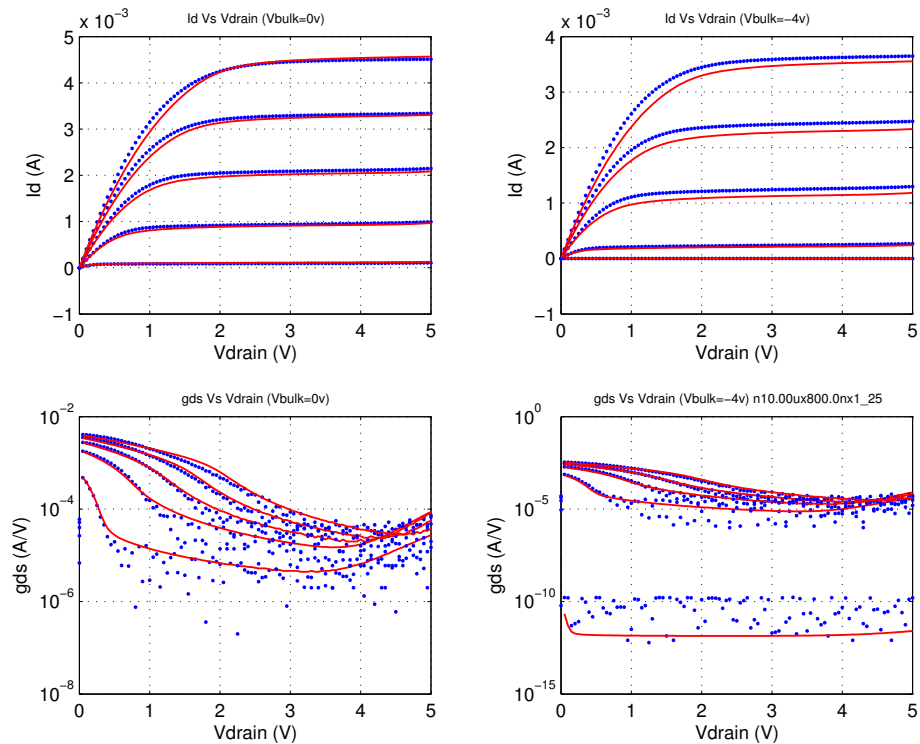 x 10⁻³ Id Vs Vdrain (Vbulk=0v)
5
4
3
2
1
0
−1
Id (A)
0 1 2 3 4 5
Vdrain (V)
x 10⁻³ Id Vs Vdrain (Vbulk=−4v)
4
3
2
1
0
−1
Id (A)
0 1 2 3 4 5
Vdrain (V)
gds Vs Vdrain (Vbulk=0v)
10⁻²
10⁻⁴
10⁻⁶
10⁻⁸
gds (A/V)
0 1 2 3 4 5
Vdrain (V)
gds Vs Vdrain (Vbulk=−4v) n10.00ux800.0nx1_25
10⁰
10⁻⁵
10⁻¹⁰
10⁻¹⁵
gds (A/V)
0 1 2 3 4 5
Vdrain (V)